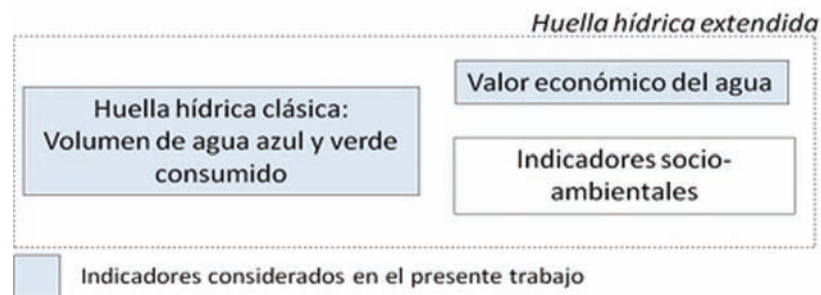 Huella hídrica extendida
Huella hídrica clásica:
Volumen de agua azul y verde
consumido
Valor económico del agua
Indicadores socio-
ambientales
Indicadores considerados en el presente trabajo